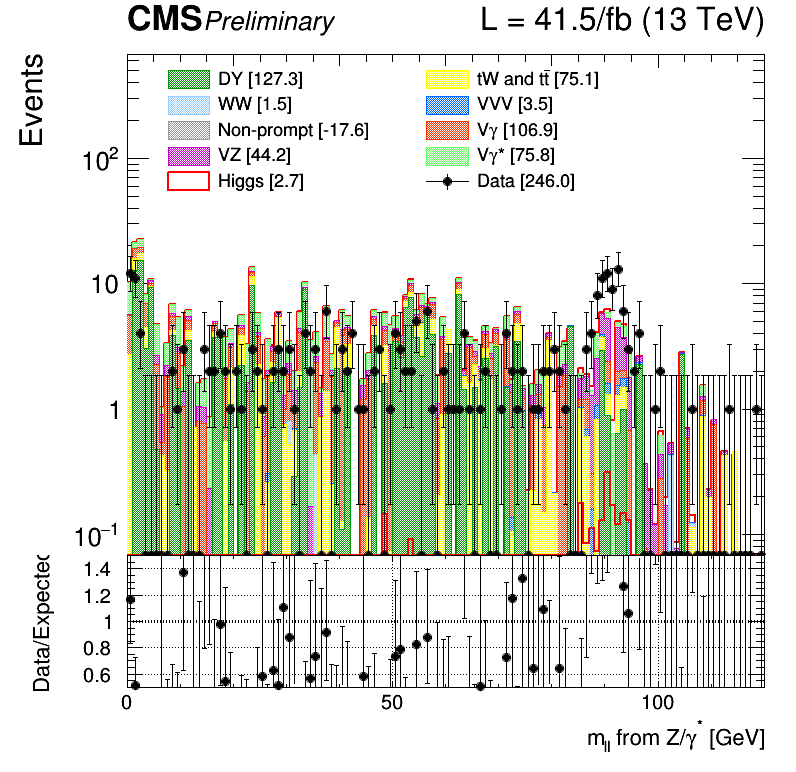 CMS Preliminary L = 41.5/fb (13 TeV)
Events
DY [127.3] tW and tt̄ [75.1]
WW [1.5] VVV [3.5]
Non-prompt [-17.6] Vγ [106.9]
VZ [44.2] Vγ* [75.8]
Higgs [2.7] Data [246.0]
10²
10
1
10⁻¹
Data/Expected
1.4
1.2
1
0.8
0.6
0 50 100
m_ll from Z/γ* [GeV]